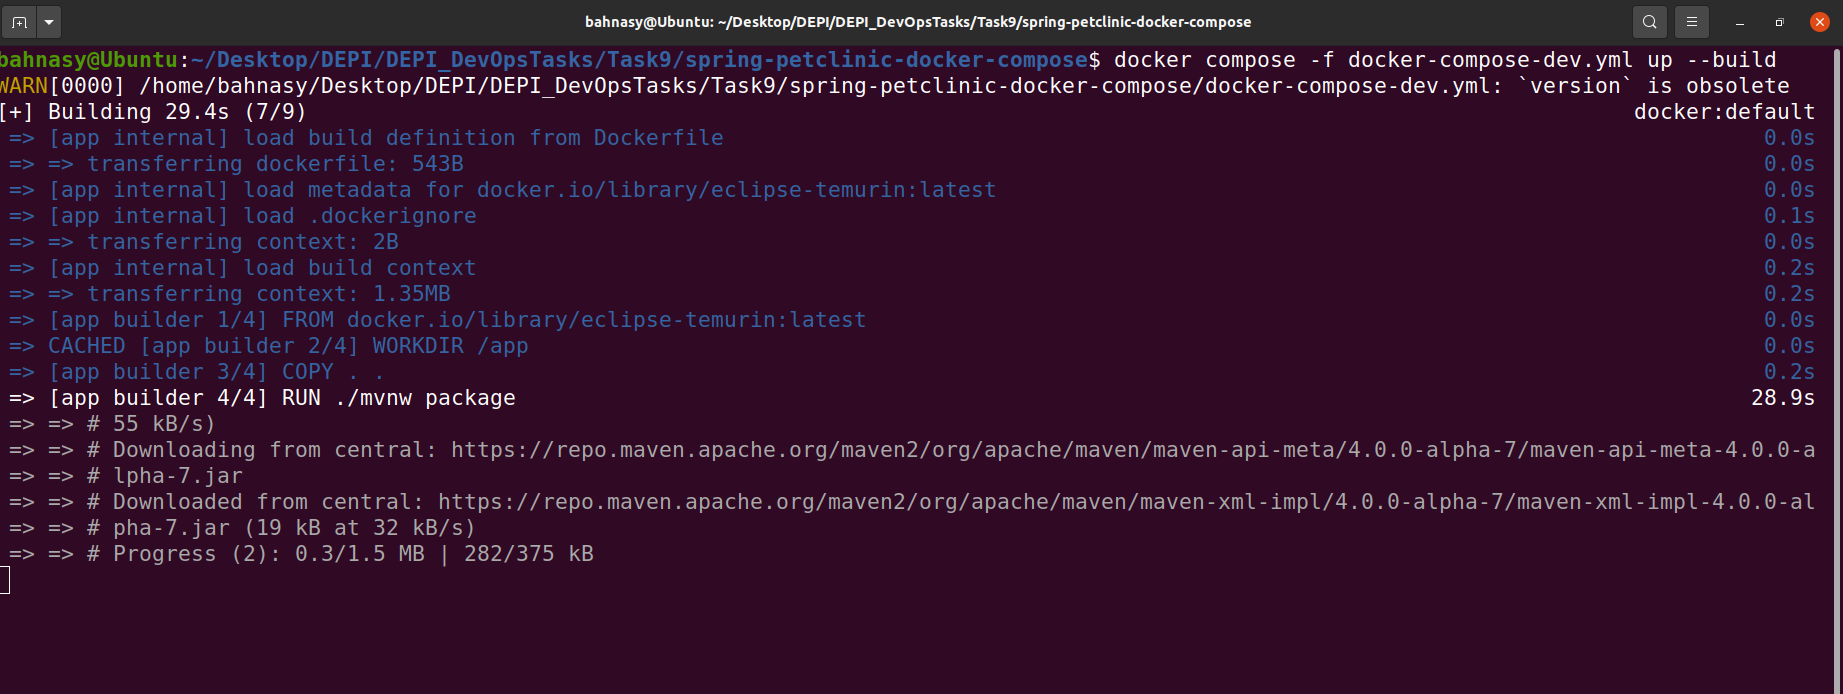 bahnasy@Ubuntu: ~/Desktop/DEPI/DEPI_DevOpsTasks/Task9/spring-petclinic-docker-compose
bahnasy@Ubuntu:~/Desktop/DEPI/DEPI_DevOpsTasks/Task9/spring-petclinic-docker-compose$ docker compose -f docker-compose-dev.yml up --build
WARN[0000] /home/bahnasy/Desktop/DEPI/DEPI_DevOpsTasks/Task9/spring-petclinic-docker-compose/docker-compose-dev.yml: `version` is obsolete
[+] Building 29.4s (7/9) docker:default
=> [app internal] load build definition from Dockerfile 0.0s
=> => transferring dockerfile: 543B 0.0s
=> [app internal] load metadata for docker.io/library/eclipse-temurin:latest 0.0s
=> [app internal] load .dockerignore 0.1s
=> => transferring context: 2B 0.0s
=> [app internal] load build context 0.2s
=> => transferring context: 1.35MB 0.2s
=> [app builder 1/4] FROM docker.io/library/eclipse-temurin:latest 0.0s
=> CACHED [app builder 2/4] WORKDIR /app 0.0s
=> [app builder 3/4] COPY . . 0.2s
=> [app builder 4/4] RUN ./mvnw package 28.9s
=> => # 55 kB/s)
=> => # Downloading from central: https://repo.maven.apache.org/maven2/org/apache/maven/maven-api-meta/4.0.0-alpha-7/maven-api-meta-4.0.0-a
=> => # lpha-7.jar
=> => # Downloaded from central: https://repo.maven.apache.org/maven2/org/apache/maven/maven-xml-impl/4.0.0-alpha-7/maven-xml-impl-4.0.0-al
=> => # pha-7.jar (19 kB at 32 kB/s)
=> => # Progress (2): 0.3/1.5 MB | 282/375 kB